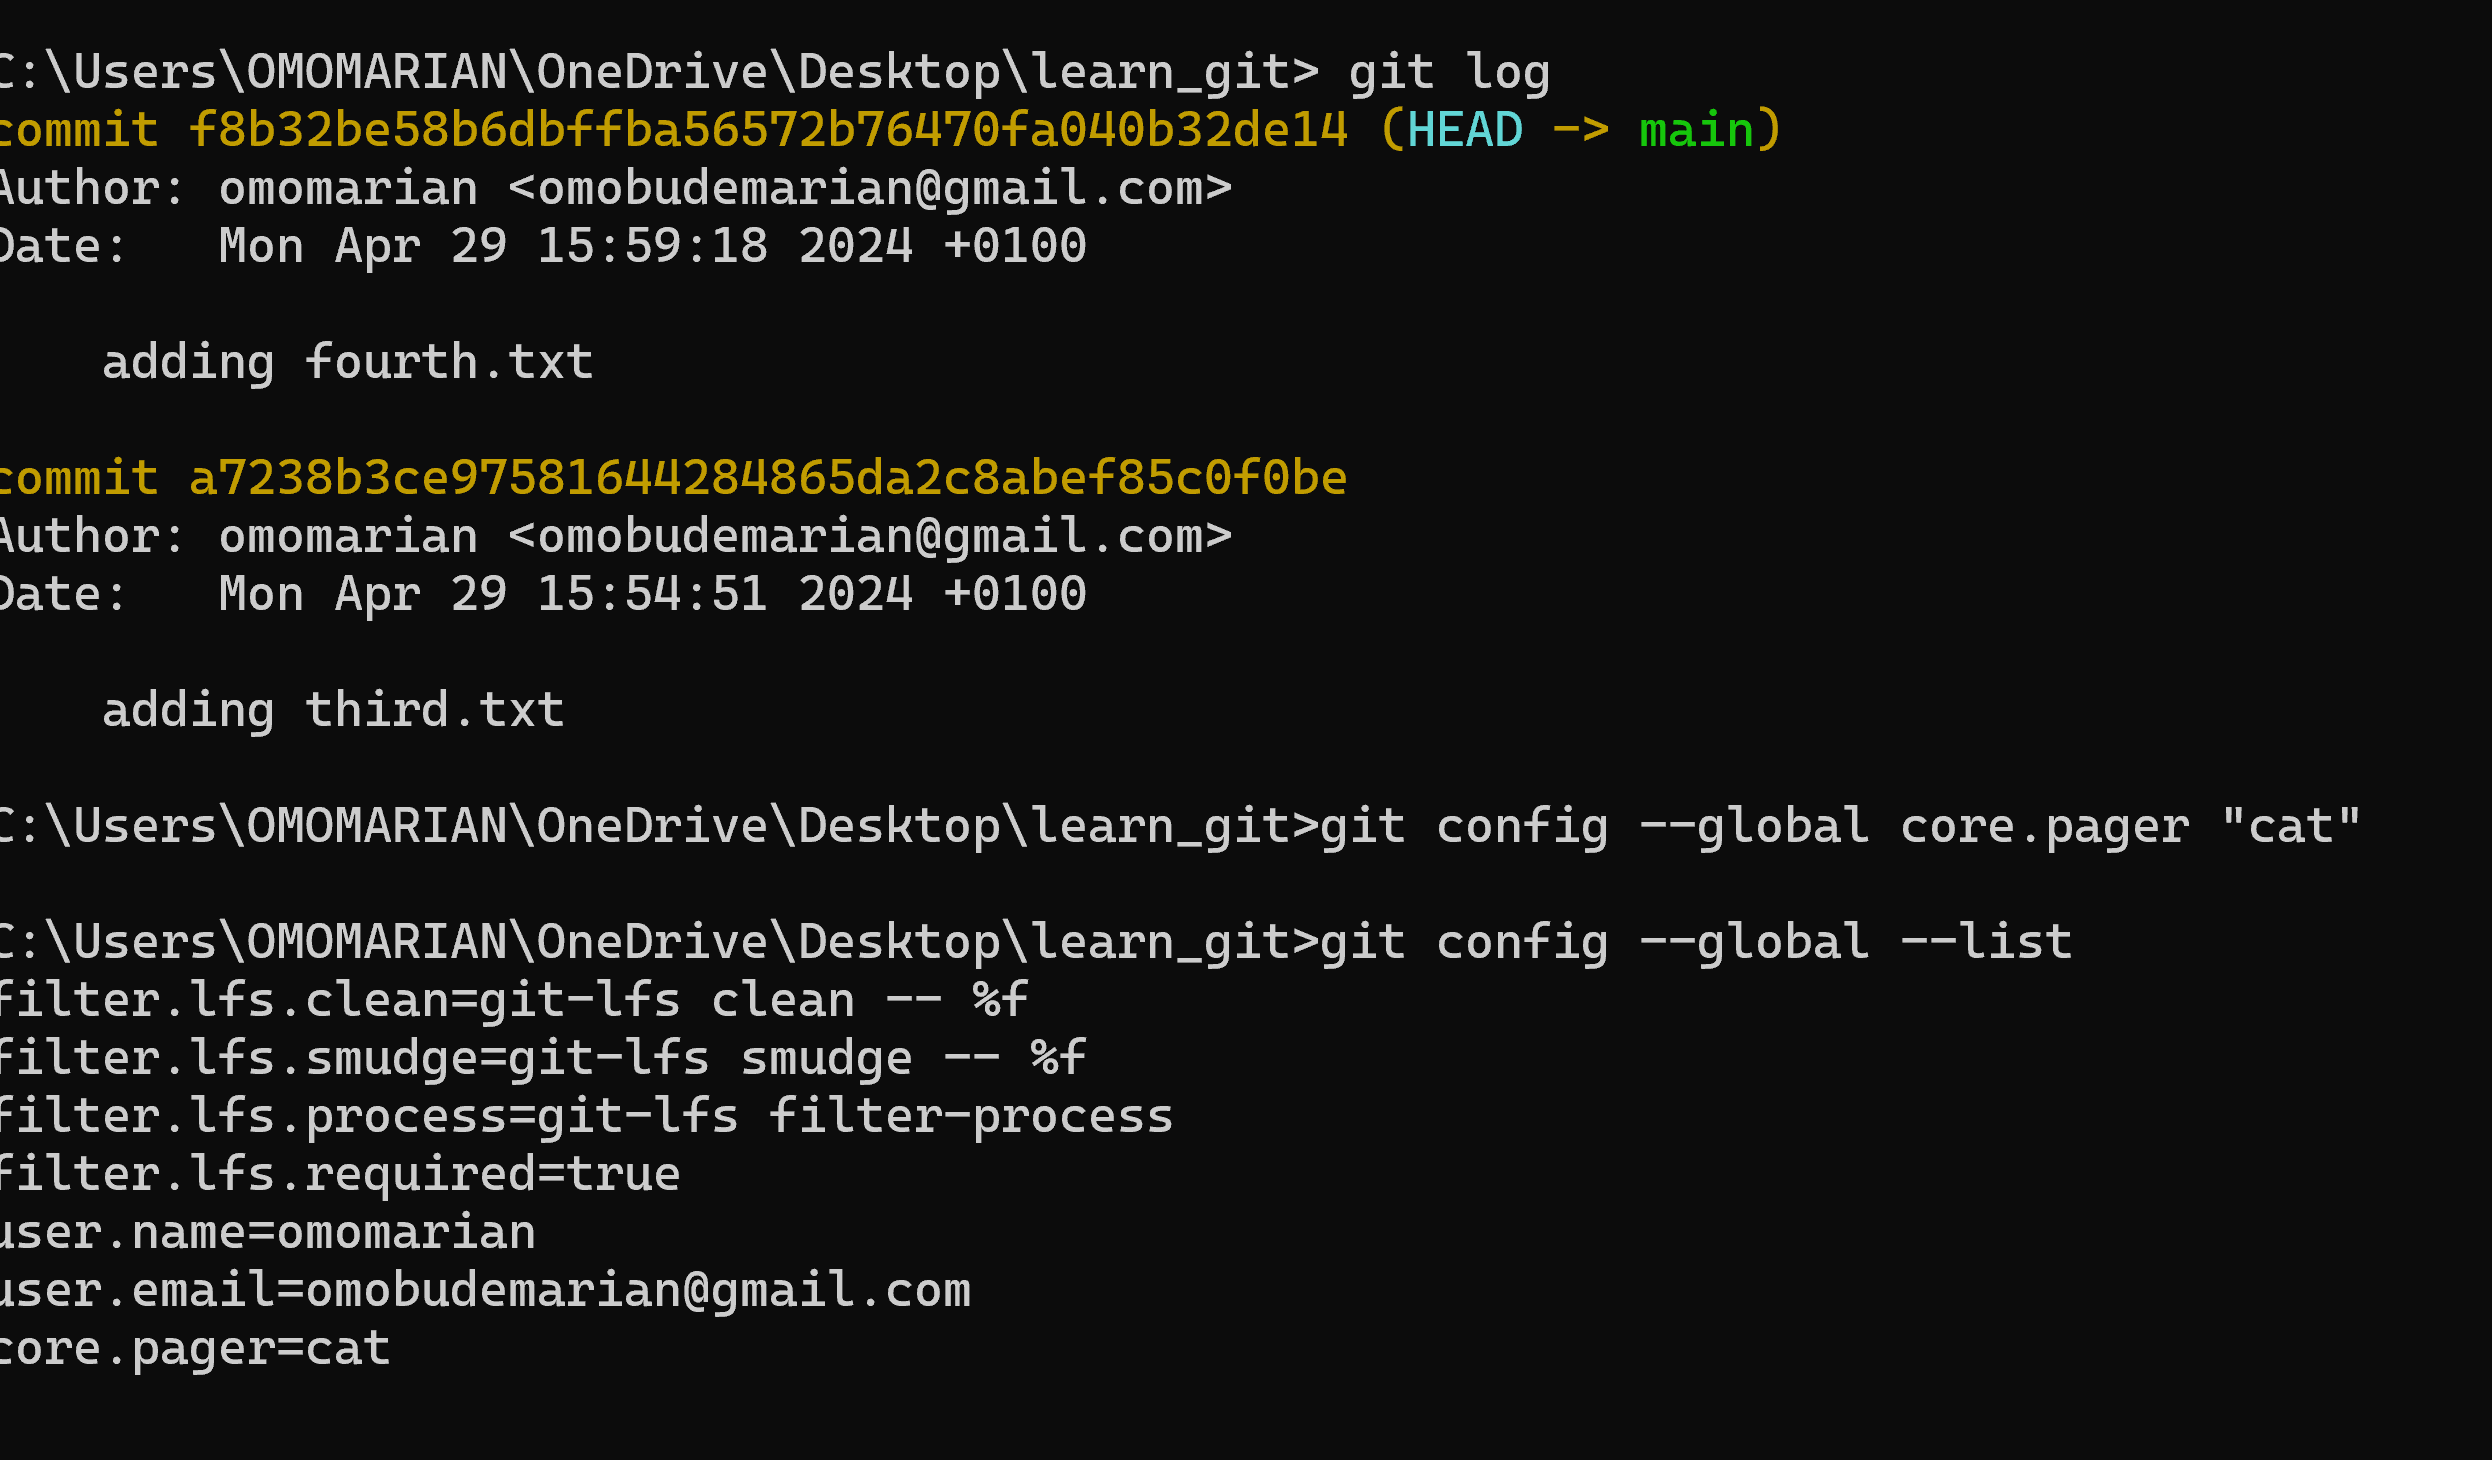 C:\Users\OMOMARIAN\OneDrive\Desktop\learn_git> git log
commit f8b32be58b6dbffba56572b76470fa040b32de14 (HEAD -> main)
Author: omomarian <omobudemarian@gmail.com>
Date:   Mon Apr 29 15:59:18 2024 +0100
    adding fourth.txt
commit a7238b3ce97581644284865da2c8abef85c0f0be
Author: omomarian <omobudemarian@gmail.com>
Date:   Mon Apr 29 15:54:51 2024 +0100
    adding third.txt
C:\Users\OMOMARIAN\OneDrive\Desktop\learn_git>git config --global core.pager "cat"
C:\Users\OMOMARIAN\OneDrive\Desktop\learn_git>git config --global --list
filter.lfs.clean=git-lfs clean -- %f
filter.lfs.smudge=git-lfs smudge -- %f
filter.lfs.process=git-lfs filter-process
filter.lfs.required=true
user.name=omomarian
user.email=omobudemarian@gmail.com
core.pager=cat